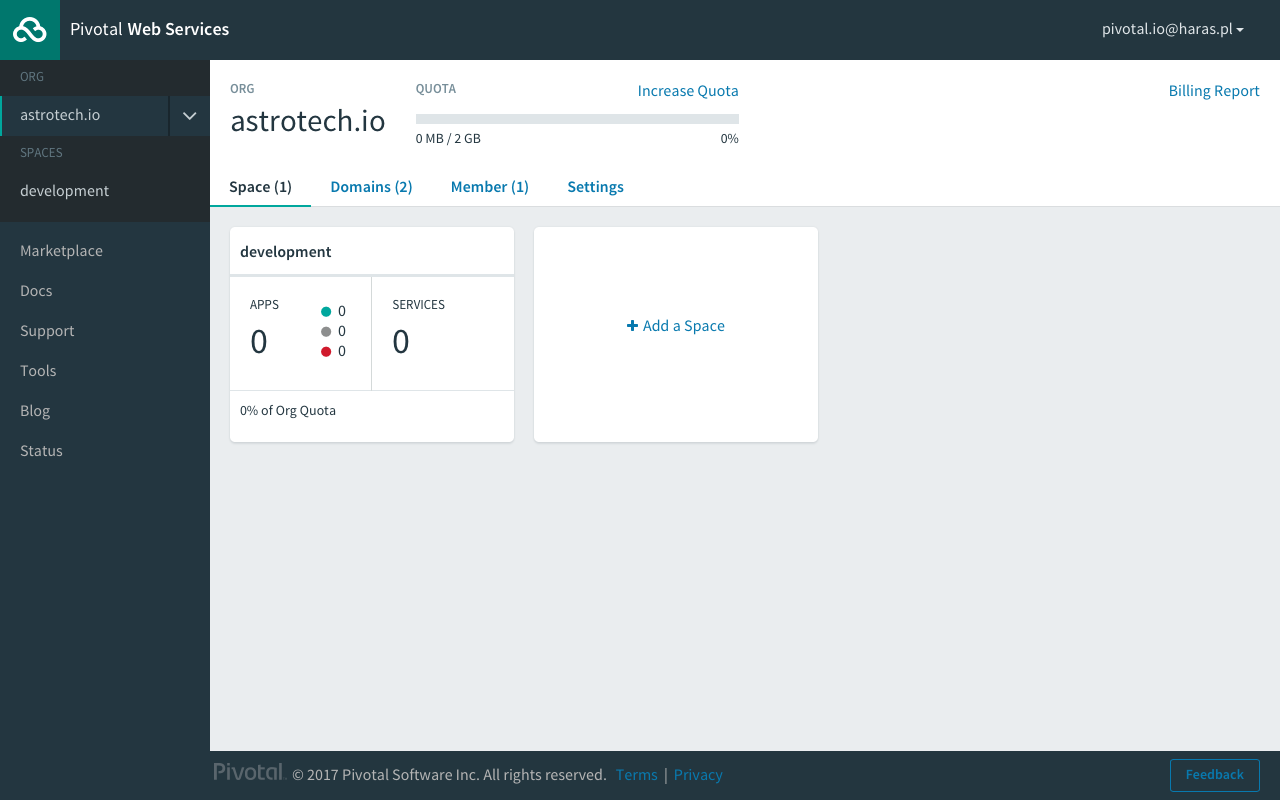 Pivotal Web Services
pivotal.io@haras.pl
ORG
astrotech.io
SPACES
development
Marketplace
Docs
Support
Tools
Blog
Status
ORG
astrotech.io
QUOTA
Increase Quota
0 MB / 2 GB
0%
Billing Report
Space (1)
Domains (2)
Member (1)
Settings
development
APPS
0
0
0
0
SERVICES
0
0% of Org Quota
Add a Space
Pivotal © 2017 Pivotal Software Inc. All rights reserved. Terms | Privacy
Feedback